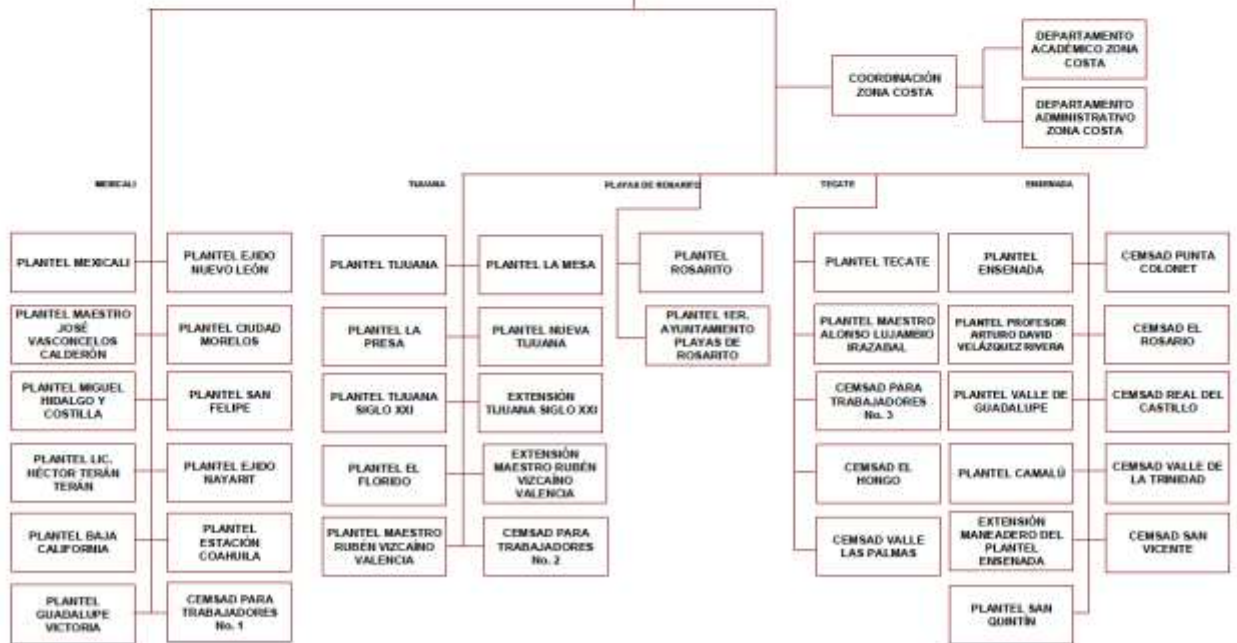 DEPARTAMENTO
ACADÉMICO ZONA
COSTA
COORDINACIÓN
ZONA COSTA
DEPARTAMENTO
ADMINISTRATIVO
ZONA COSTA
MEXICALI
TIJUANA
PLAYAS DE ROSARITO
TECATE
ENSENADA
PLANTEL MEXICALI
PLANTEL EJIDO
NUEVO LEÓN
PLANTEL MAESTRO
JOSÉ
VASCONCELOS
CALDERÓN
PLANTEL CIUDAD
MORELOS
PLANTEL MIGUEL
HIDALGO Y
COSTILLA
PLANTEL SAN
FELIPE
PLANTEL LIC.
HÉCTOR TERÁN
TERÁN
PLANTEL EJIDO
NAYARIT
PLANTEL BAJA
CALIFORNIA
PLANTEL
ESTACIÓN
COAHUILA
PLANTEL
GUADALUPE
VICTORIA
CEMSAD PARA
TRABAJADORES
No. 1
PLANTEL TIJUANA
PLANTEL LA MESA
PLANTEL LA
PRESA
PLANTEL NUEVA
TIJUANA
PLANTEL TIJUANA
SIGLO XXI
EXTENSIÓN
TIJUANA SIGLO XXI
PLANTEL EL
FLORIDO
EXTENSIÓN
MAESTRO RUBÉN
VIZCAÍNO
VALENCIA
PLANTEL MAESTRO
RUBÉN VIZCAÍNO
VALENCIA
CEMSAD PARA
TRABAJADORES
No. 2
PLANTEL
ROSARITO
PLANTEL 1ER.
AYUNTAMIENTO
PLAYAS DE
ROSARITO
PLANTEL TECATE
PLANTEL MAESTRO
ALONSO LUJAMBIO
IRAZABAL
CEMSAD PARA
TRABAJADORES
No. 3
CEMSAD EL
HONGO
CEMSAD VALLE
LAS PALMAS
PLANTEL
ENSENADA
CEMSAD PUNTA
COLONET
PLANTEL PROFESOR
ARTURO DAVID
VELÁZQUEZ RIVERA
CEMSAD EL
ROSARIO
PLANTEL VALLE DE
GUADALUPE
CEMSAD REAL DEL
CASTILLO
PLANTEL CAMALÚ
CEMSAD VALLE DE
LA TRINIDAD
EXTENSIÓN
MANEADERO DEL
PLANTEL
ENSENADA
CEMSAD SAN
VICENTE
PLANTEL SAN
QUINTÍN